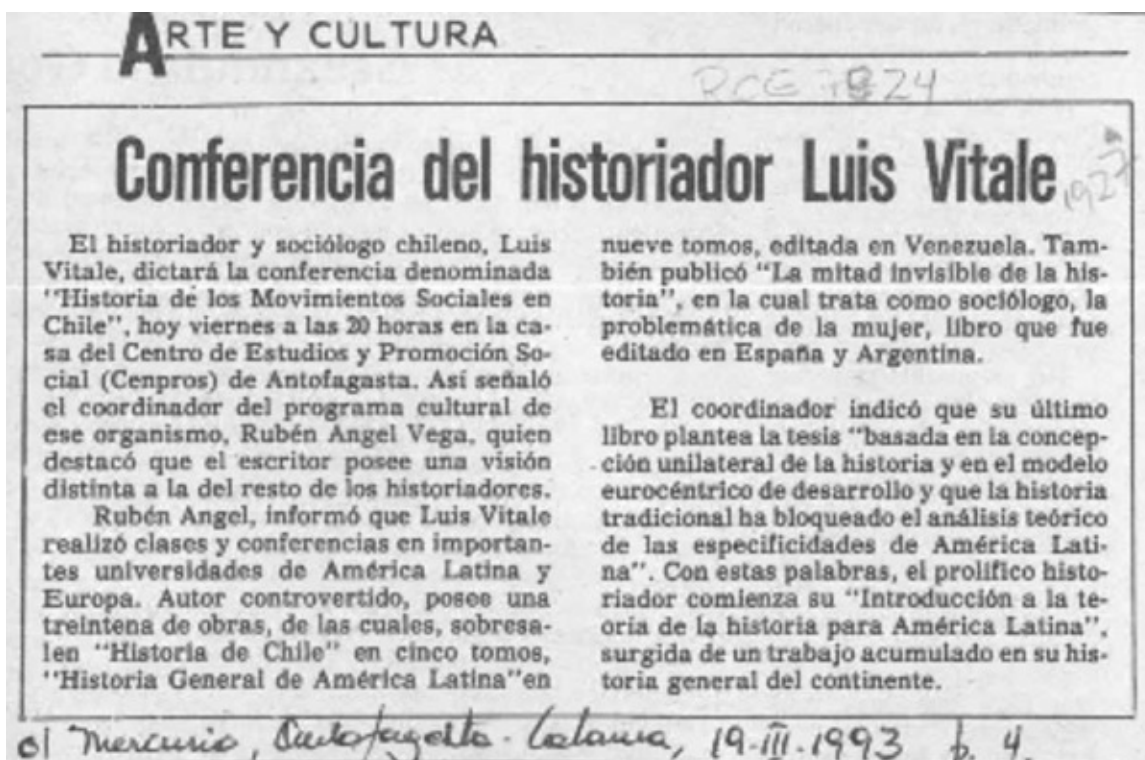 ARTE Y CULTURA
Conferencia del historiador Luis Vitale
1927
El historiador y sociólogo chileno, Luis
Vitale, dictará la conferencia denominada
"Historia de los Movimientos Sociales en
Chile", hoy viernes a las 20 horas en la ca-
sa del Centro de Estudios y Promoción So-
cial (Cenpros) de Antofagasta. Así señaló
el coordinador del programa cultural de
ese organismo, Rubén Angel Vega, quien
destacó que el escritor posee una visión
distinta a la del resto de los historiadores.
Rubén Angel, informó que Luis Vitale
realizó clases y conferencias en importan-
tes universidades de América Latina y
Europa. Autor controvertido, posee una
treintena de obras, de las cuales, sobresa-
len "Historia de Chile" en cinco tomos,
"Historia General de América Latina"en
nueve tomos, editada en Venezuela. Tam-
bién publicó "La mitad invisible de la his-
toria", en la cual trata como sociólogo, la
problemática de la mujer, libro que fue
editado en España y Argentina.
El coordinador indicó que su último
libro plantea la tesis "basada en la concep-
ción unilateral de la historia y en el modelo
eurocéntrico de desarrollo y que la historia
tradicional ha bloqueado el análisis teórico
de las especificidades de América Lati-
na". Con estas palabras, el prolífico histo-
riador comienza su "Introducción a la te-
oría de la historia para América Latina",
surgida de un trabajo acumulado en su his-
toria general del continente.
el Mercurio, Antofagasta - Calama, 19-III-1993 p. 4.